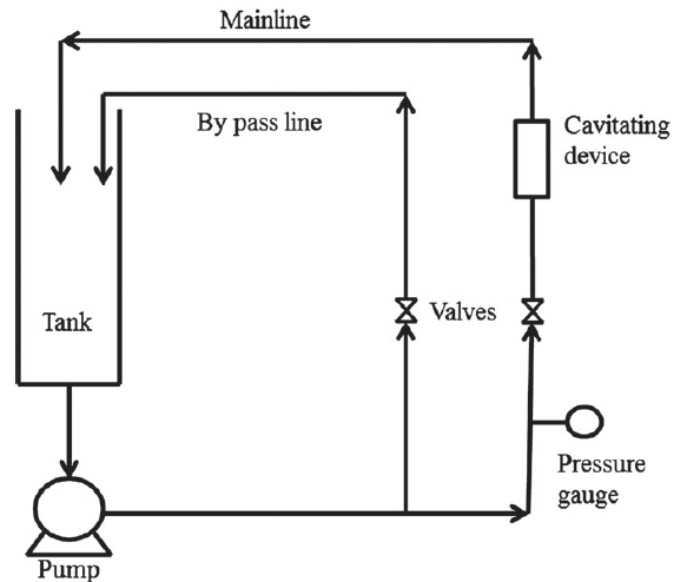 Mainline
By pass line
Cavitating
device
Tank
Valves
Pressure
gauge
Pump